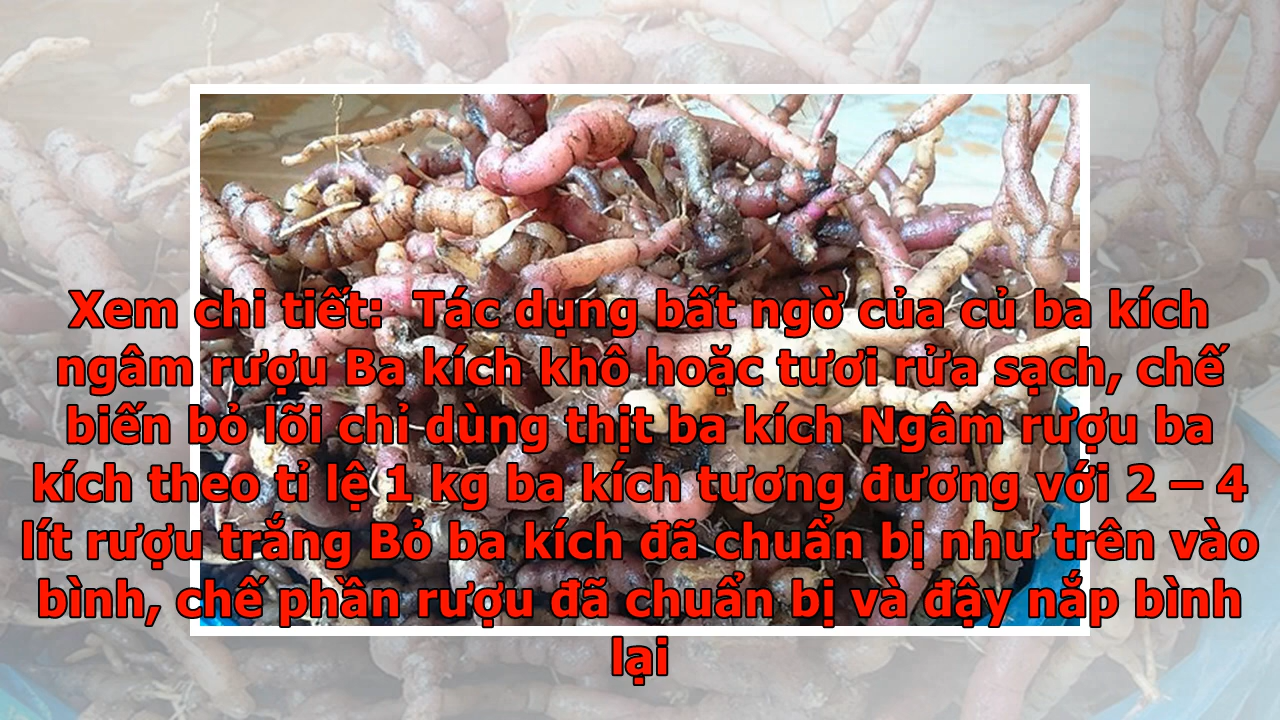 Xem chi tiết:  Tác dụng bất ngờ của củ ba kích
ngâm rượu Ba kích khô hoặc tươi rửa sạch, chế
biến bỏ lõi chỉ dùng thịt ba kích Ngâm rượu ba
kích theo tỉ lệ 1 kg ba kích tương đương với 2 – 4
lít rượu trắng Bỏ ba kích đã chuẩn bị như trên vào
bình, chế phần rượu đã chuẩn bị và đậy nắp bình
lại